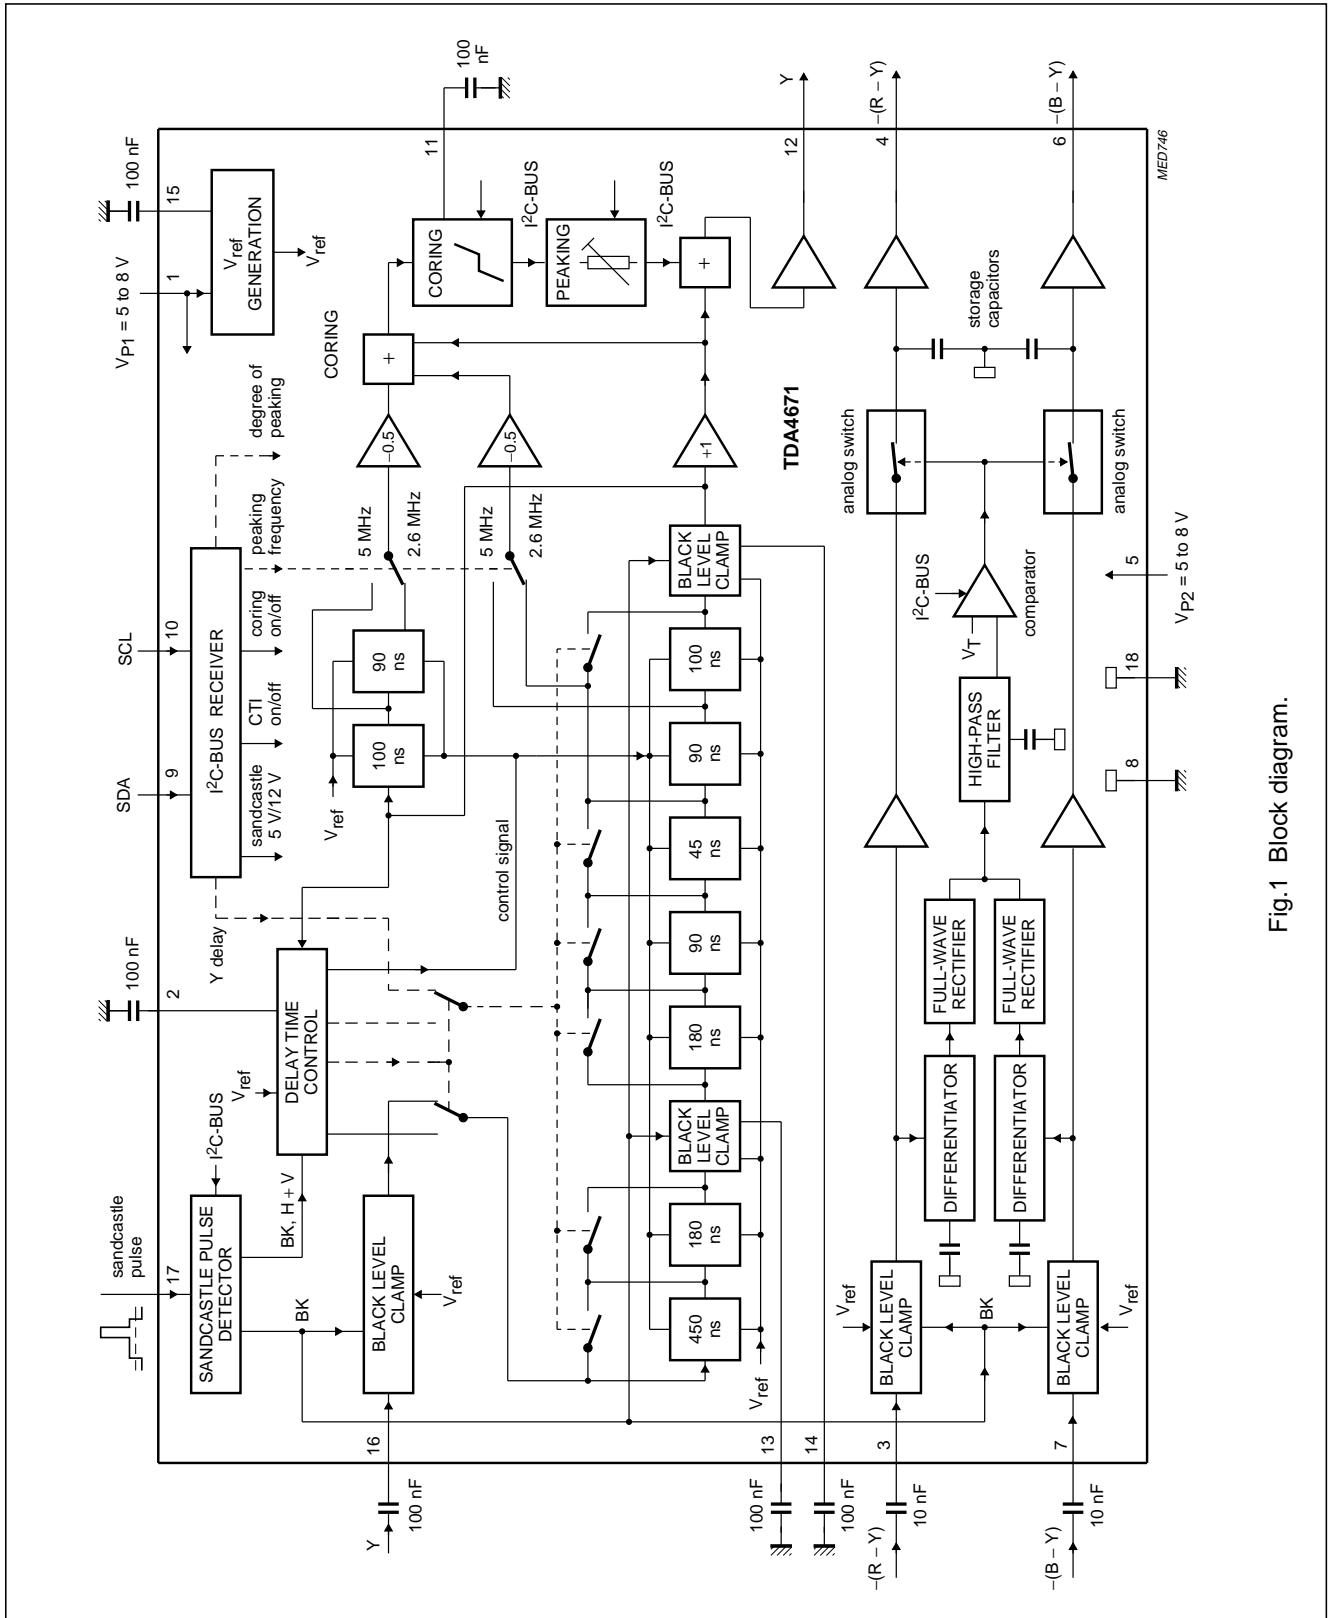 sandcastle
pulse
17
SANDCASTLE PULSE
DETECTOR
I²C-BUS
BK, H + V
BK
Vref
DELAY TIME
CONTROL
2
100 nF
Y delay
SDA
9
SCL
10
I²C-BUS RECEIVER
sandcastle
5 V/12 V
CTI
on/off
coring
on/off
peaking
frequency
degree of
peaking
VP1 = 5 to 8 V
1
15
100 nF
Vref
GENERATION
Vref
Y
100 nF
16
BLACK LEVEL
CLAMP
Vref
control signal
Vref
100
ns
90
ns
5 MHz
2.6 MHz
5 MHz
2.6 MHz
−0.5
−0.5
+
CORING
CORING
I²C-BUS
PEAKING
I²C-BUS
+
11
100
nF
450
ns
180
ns
BLACK
LEVEL
CLAMP
180
ns
90
ns
45
ns
90
ns
100
ns
BLACK
LEVEL
CLAMP
+1
Vref
13
100 nF
14
100 nF
12
Y
TDA4671
−(R − Y)
10 nF
3
Vref
BLACK LEVEL
CLAMP
BK
−(B − Y)
10 nF
7
BLACK LEVEL
CLAMP
Vref
DIFFERENTIATOR
DIFFERENTIATOR
FULL-WAVE
RECTIFIER
FULL-WAVE
RECTIFIER
HIGH-PASS
FILTER
VT
I²C-BUS
comparator
analog switch
analog switch
storage
capacitors
4
−(R − Y)
6
−(B − Y)
8
18
5
VP2 = 5 to 8 V
MED746
Fig.1 Block diagram.